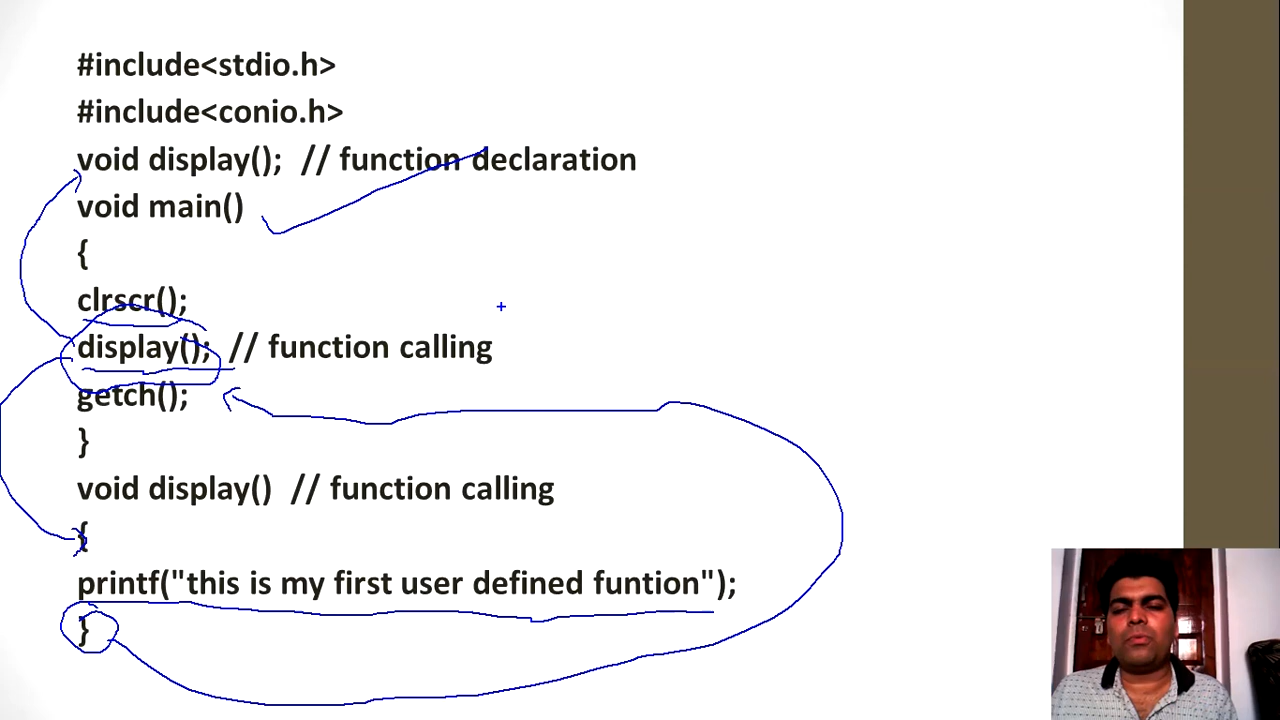 #include<stdio.h>
#include<conio.h>
void display(); // function declaration
void main()
{
clrscr();
display(); // function calling
getch();
}
void display() // function calling
{
printf("this is my first user defined funtion");
}